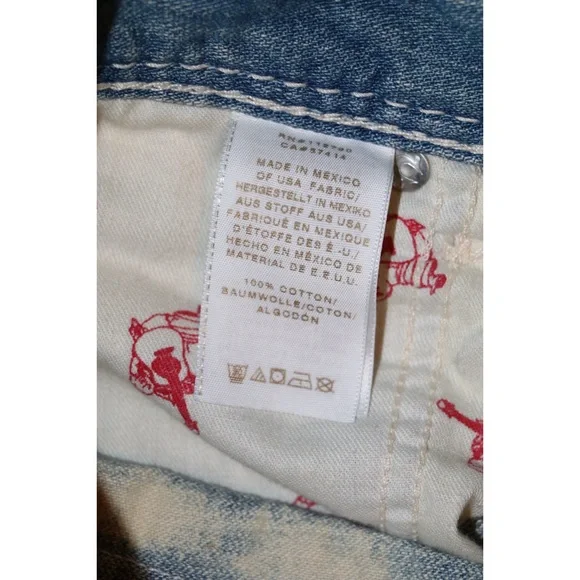 CA#57414
MADE IN MEXICO
OF USA FABRIC/
HERGESTELLT IN MEXIKO
AUS STOFF AUS USA/
FABRIQUÉ EN MEXIQUE
D'ÉTOFFE DES É.-U./
HECHO EN MÉXICO DE
MATERIAL DE E.E.U.U.
100% COTTON/
BAUMWOLLE/COTON/
ALGODÓN